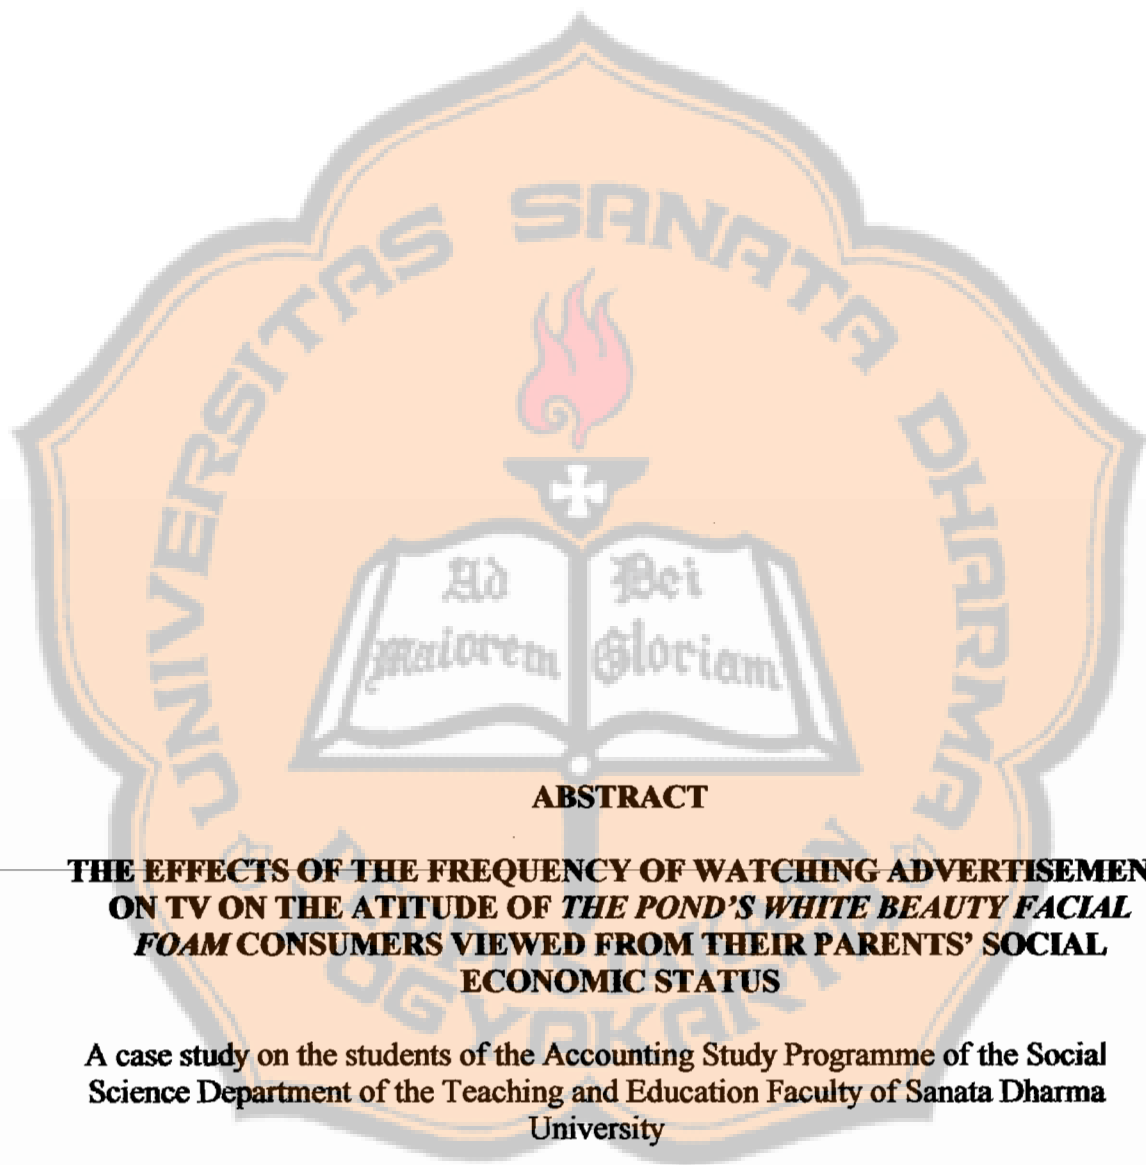 UNIVERSITAS SANATA DHARMA
Ad Dei
Maiorem Gloriam
ABSTRACT
THE EFFECTS OF THE FREQUENCY OF WATCHING ADVERTISEMEN
ON TV ON THE ATITUDE OF THE POND'S WHITE BEAUTY FACIAL
FOAM CONSUMERS VIEWED FROM THEIR PARENTS' SOCIAL
ECONOMIC STATUS
YOGYAKARTA
A case study on the students of the Accounting Study Programme of the Social
Science Department of the Teaching and Education Faculty of Sanata Dharma
University